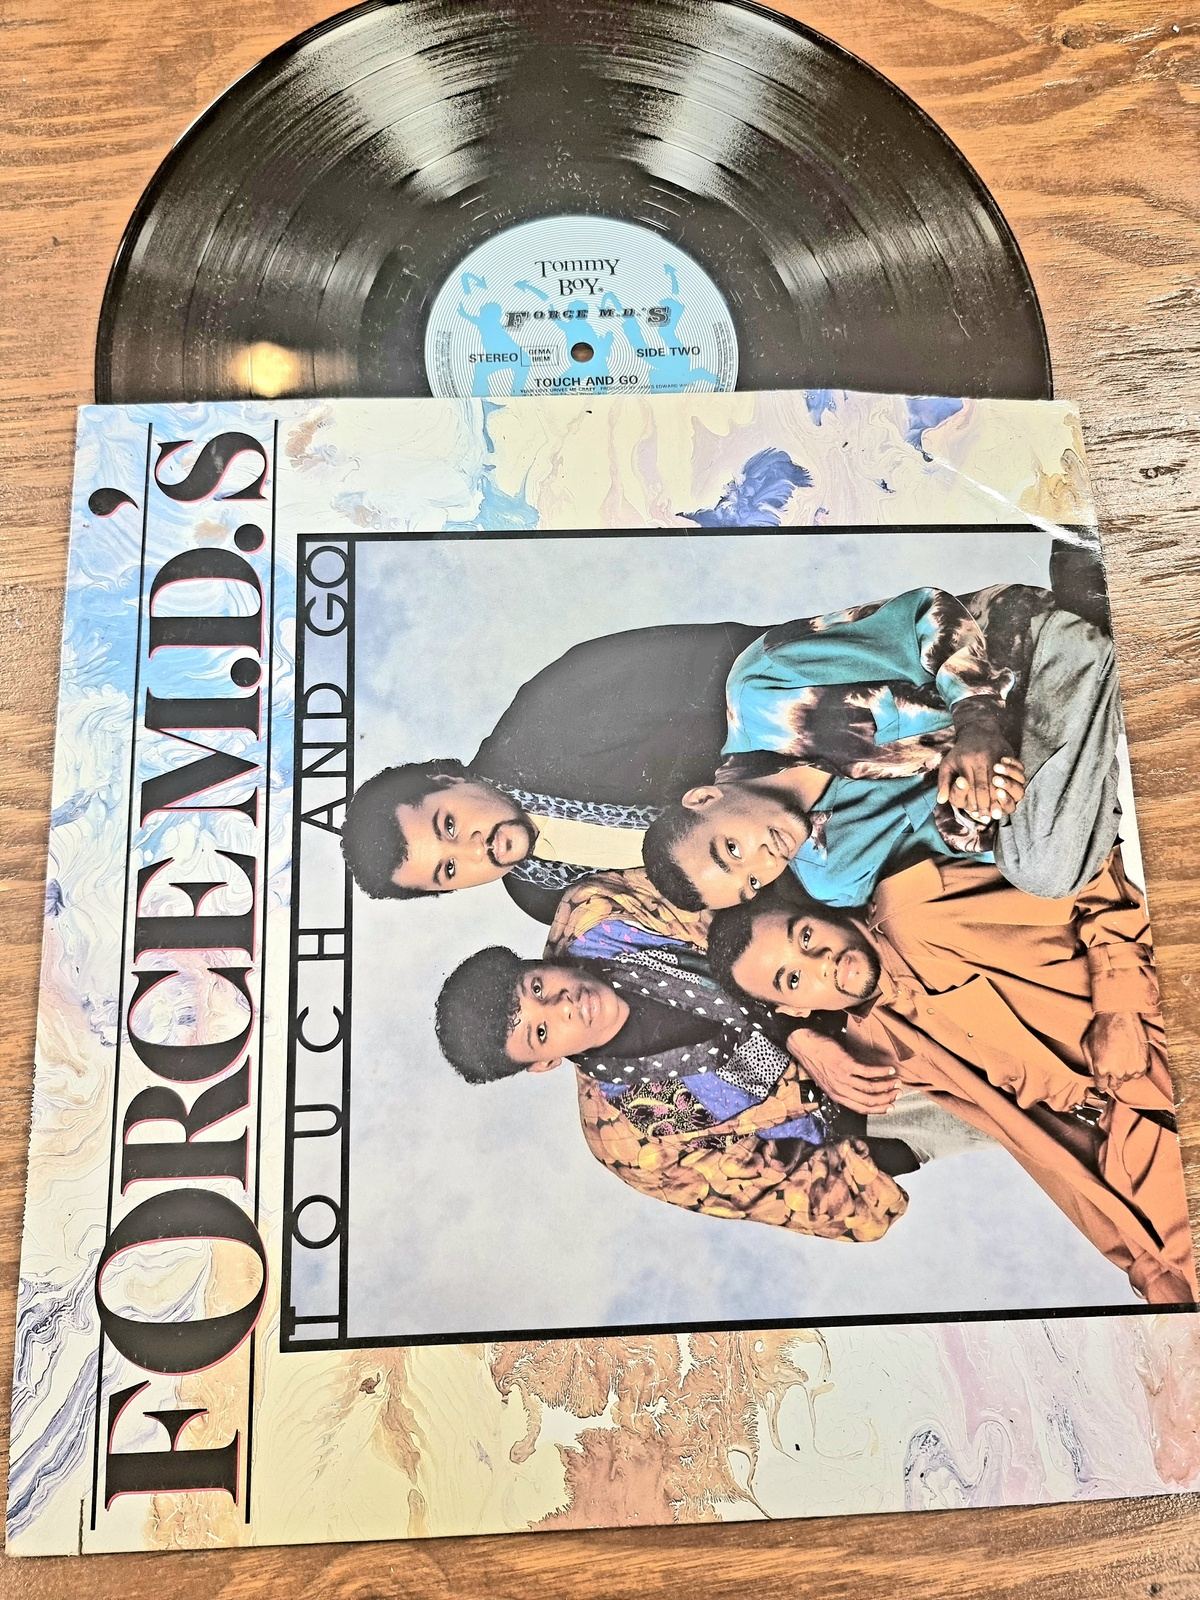 Tommy
Boy®
FORCE M.D.'S
STEREO
GEMA
BIEM
SIDE TWO
TOUCH AND GO
FORCE M.D.'S
TOUCH AND GO